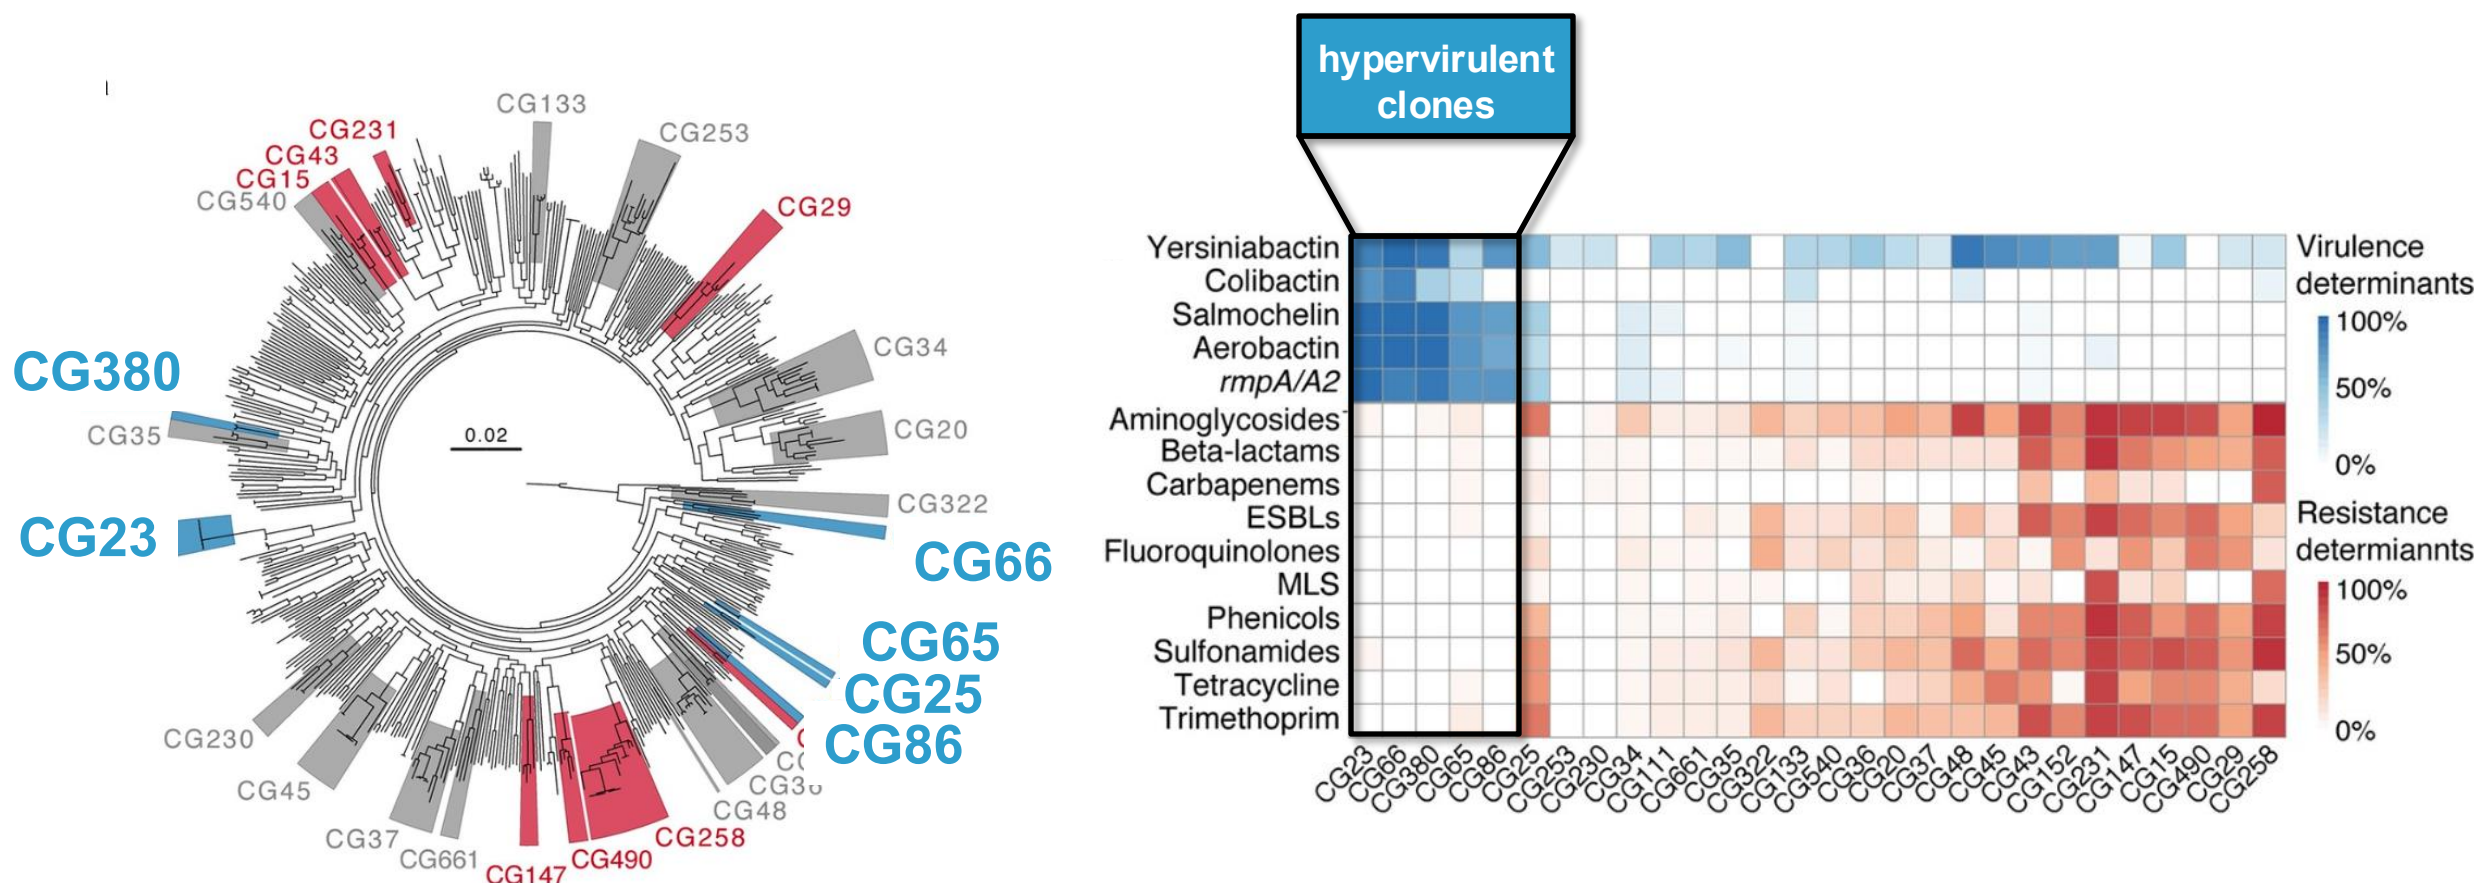 CG133
CG253
CG231
CG43
CG15
CG540
CG29
CG34
CG380
CG35
0.02
CG20
CG322
CG23
CG66
CG65
CG25
CG86
CG230
CG45
CG48
CG37
CG661
CG258
CG490
CG147
hypervirulent
clones
Yersiniabactin
Colibactin
Salmochelin
Aerobactin
rmpA/A2
Aminoglycosides
Beta-lactams
Carbapenems
ESBLs
Fluoroquinolones
MLS
Phenicols
Sulfonamides
Tetracycline
Trimethoprim
CG23
CG66
CG380
CG65
CG86
CG25
CG253
CG230
CG34
CG111
CG661
CG35
CG322
CG133
CG540
CG36
CG20
CG37
CG48
CG45
CG43
CG152
CG231
CG147
CG15
CG490
CG29
CG258
Virulence
determinants
100%
50%
0%
Resistance
determiannts
100%
50%
0%